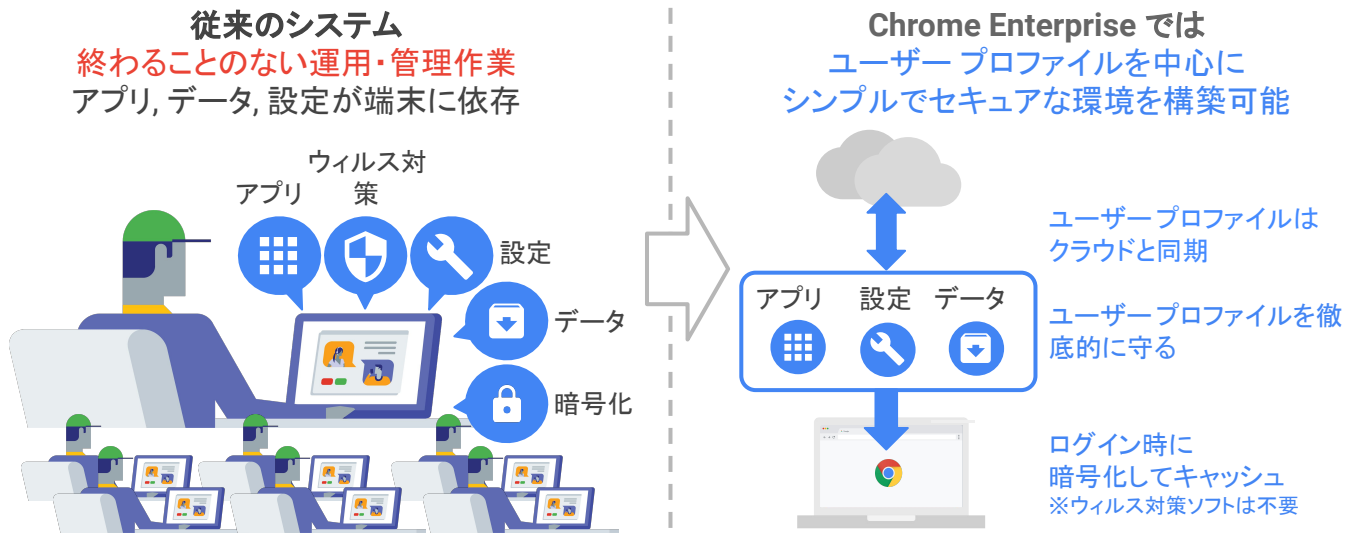 従来のシステム
終わることのない運用・管理作業
アプリ, データ, 設定が端末に依存
ウィルス対
策
アプリ
設定
データ
暗号化
Chrome Enterprise では
ユーザー プロファイルを中心に
シンプルでセキュアな環境を構築可能
ユーザー プロファイルは
クラウドと同期
アプリ 設定 データ
ユーザー プロファイルを徹
底的に守る
ログイン時に
暗号化してキャッシュ
※ウィルス対策ソフトは不要